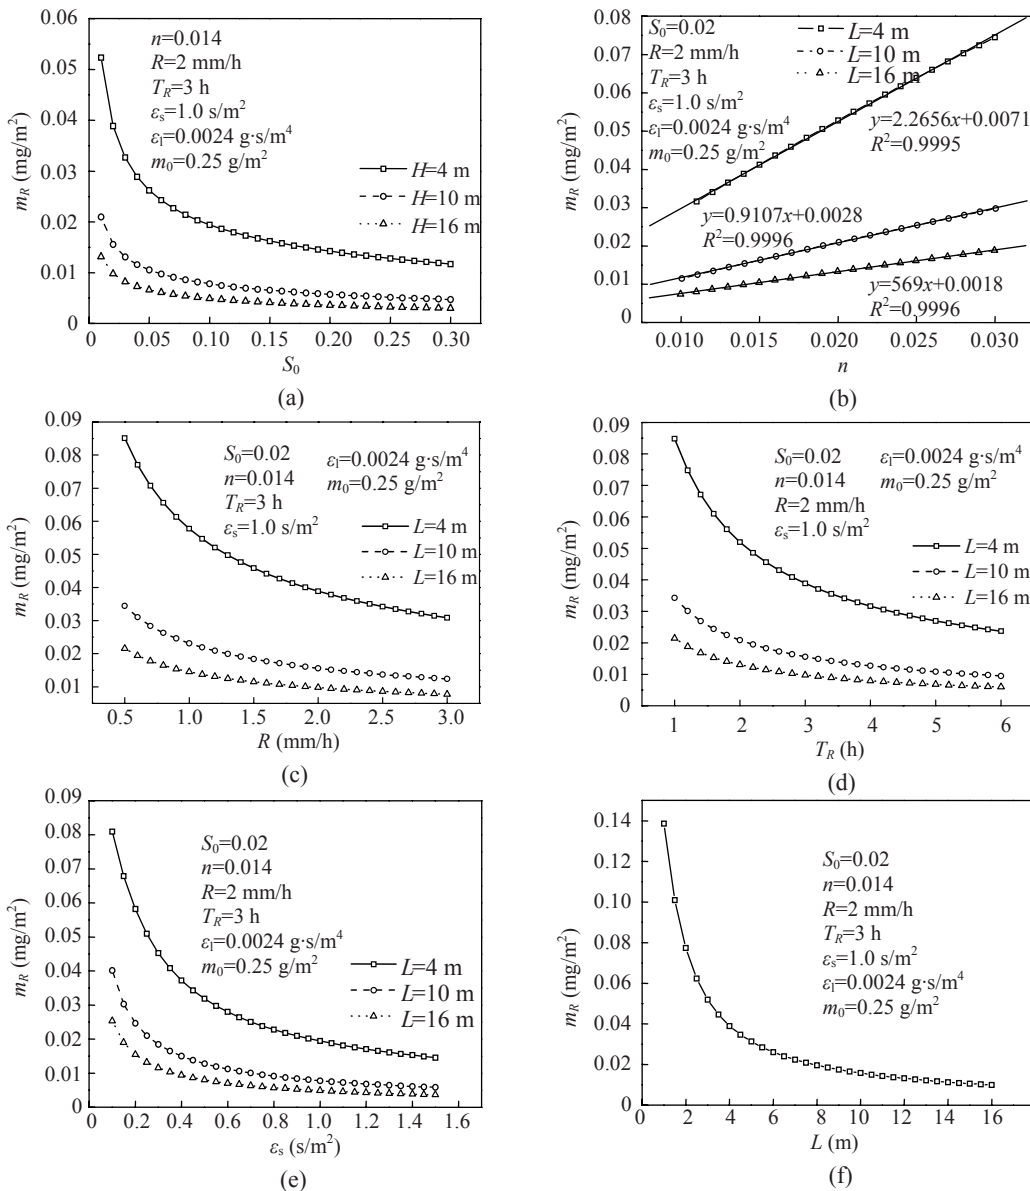 0.06
0.05
0.04
0.03
0.02
0.01
0
m_R (mg/m²)
n=0.014
R=2 mm/h
T_R=3 h
ε_s=1.0 s/m²
ε_l=0.0024 g·s/m⁴
m_0=0.25 g/m²
H=4 m
H=10 m
H=16 m
0 0.05 0.10 0.15 0.20 0.25 0.30
S_0
(a)
0.08
0.07
0.06
0.05
0.04
0.03
0.02
0.01
0
m_R (mg/m²)
S_0=0.02
R=2 mm/h
T_R=3 h
ε_s=1.0 s/m²
ε_l=0.0024 g·s/m⁴
m_0=0.25 g/m²
L=4 m
L=10 m
L=16 m
y=2.2656x+0.0071
R²=0.9995
y=0.9107x+0.0028
R²=0.9996
y=569x+0.0018
R²=0.9996
0.010 0.015 0.020 0.025 0.030
n
(b)
0.09
0.08
0.07
0.06
0.05
0.04
0.03
0.02
0.01
m_R (mg/m²)
S_0=0.02
n=0.014
T_R=3 h
ε_s=1.0 s/m²
ε_l=0.0024 g·s/m⁴
m_0=0.25 g/m²
L=4 m
L=10 m
L=16 m
0.5 1.0 1.5 2.0 2.5 3.0
R (mm/h)
(c)
0.09
0.08
0.07
0.06
0.05
0.04
0.03
0.02
0.01
0
m_R (mg/m²)
S_0=0.02
n=0.014
R=2 mm/h
ε_s=1.0 s/m²
ε_l=0.0024 g·s/m⁴
m_0=0.25 g/m²
L=4 m
L=10 m
L=16 m
1 2 3 4 5 6
T_R (h)
(d)
0.09
0.08
0.07
0.06
0.05
0.04
0.03
0.02
0.01
0
m_R (mg/m²)
S_0=0.02
n=0.014
R=2 mm/h
T_R=3 h
ε_l=0.0024 g·s/m⁴
m_0=0.25 g/m²
L=4 m
L=10 m
L=16 m
0 0.2 0.4 0.6 0.8 1.0 1.2 1.4 1.6
ε_s (s/m²)
(e)
0.14
0.12
0.10
0.08
0.06
0.04
0.02
0
m_R (mg/m²)
S_0=0.02
n=0.014
R=2 mm/h
T_R=3 h
ε_s=1.0 s/m²
ε_l=0.0024 g·s/m⁴
m_0=0.25 g/m²
0 2 4 6 8 10 12 14 16
L (m)
(f)